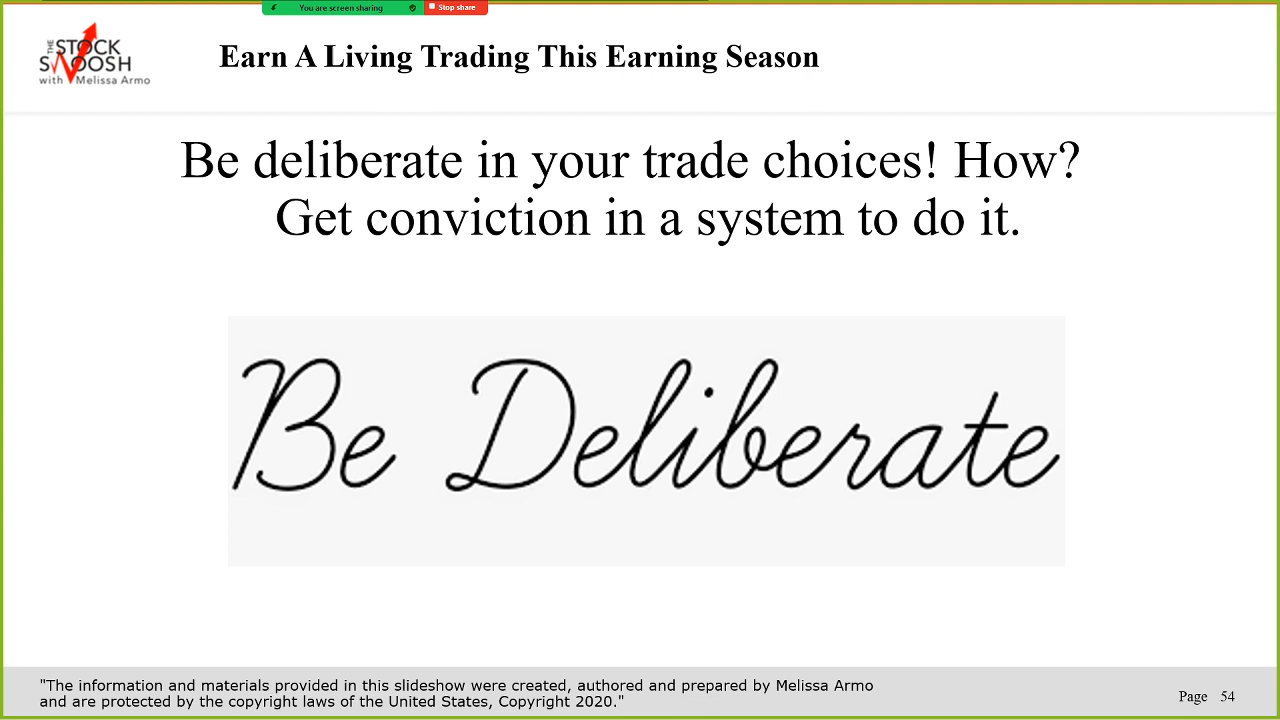 You are screen sharing
Stop share
THE
STOCK
SWOOSH
with Melissa Armo
Earn A Living Trading This Earning Season
Be deliberate in your trade choices! How?
Get conviction in a system to do it.
Be Deliberate
"The information and materials provided in this slideshow were created, authored and prepared by Melissa Armo
and are protected by the copyright laws of the United States, Copyright 2020."
Page 54